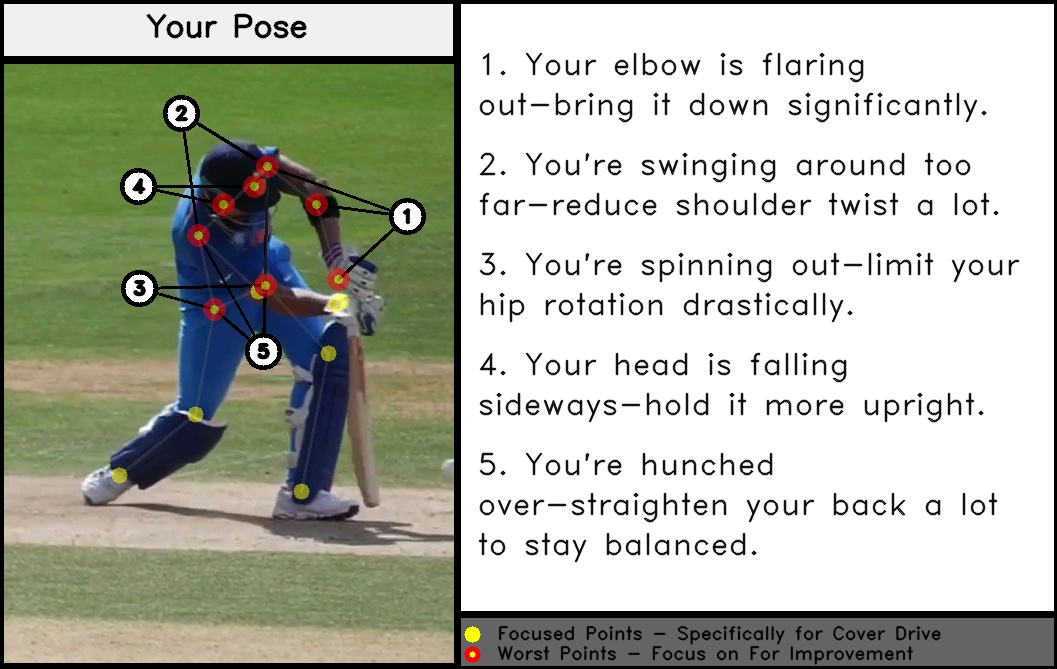 Your Pose
2
4
1
3
5
1. Your elbow is flaring
out-bring it down significantly.
2. You're swinging around too
far-reduce shoulder twist a lot.
3. You're spinning out-limit your
hip rotation drastically.
4. Your head is falling
sideways-hold it more upright.
5. You're hunched
over-straighten your back a lot
to stay balanced.
Focused Points - Specifically for Cover Drive
Worst Points - Focus on For Improvement